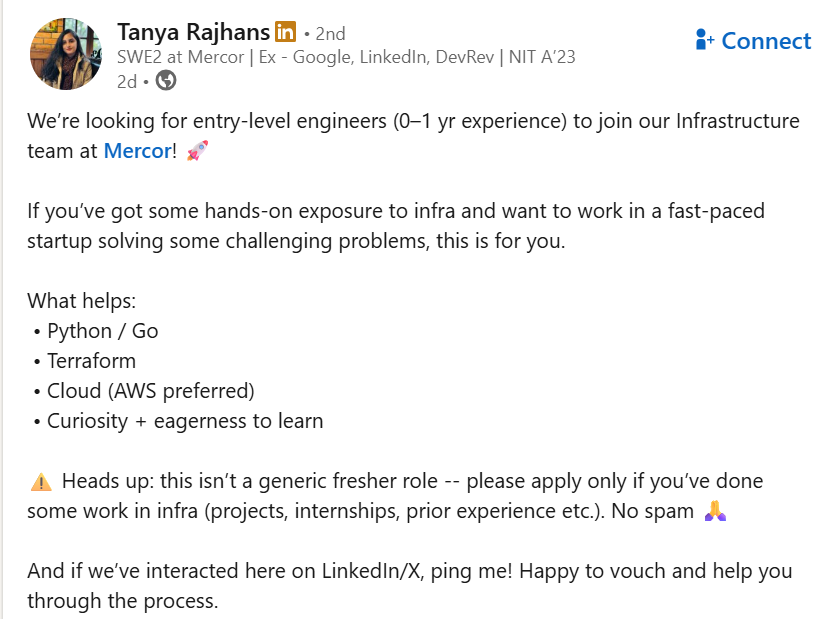 Tanya Rajhans in • 2nd
Connect
SWE2 at Mercor | Ex - Google, LinkedIn, DevRev | NIT A’23
2d •
We’re looking for entry-level engineers (0–1 yr experience) to join our Infrastructure
team at Mercor! 🚀
If you’ve got some hands-on exposure to infra and want to work in a fast-paced
startup solving some challenging problems, this is for you.
What helps:
• Python / Go
• Terraform
• Cloud (AWS preferred)
• Curiosity + eagerness to learn
⚠️ Heads up: this isn’t a generic fresher role -- please apply only if you’ve done
some work in infra (projects, internships, prior experience etc.). No spam 🙏
And if we’ve interacted here on LinkedIn/X, ping me! Happy to vouch and help you
through the process.